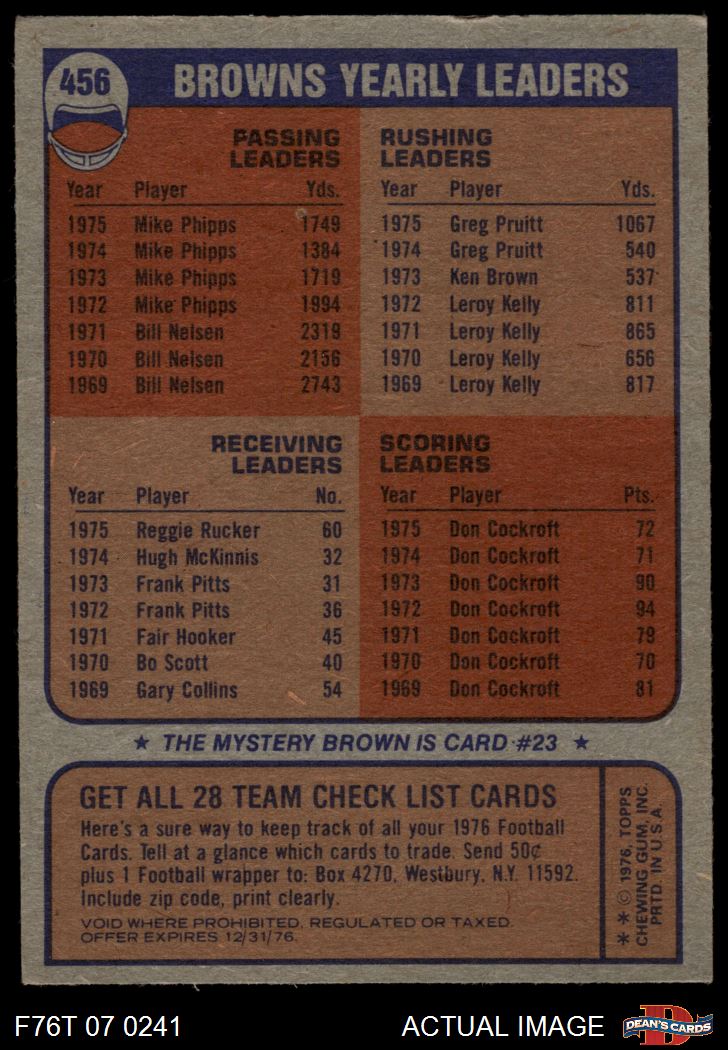 456
BROWNS YEARLY LEADERS
PASSING
LEADERS
Year Player Yds.
1975 Mike Phipps 1749
1974 Mike Phipps 1384
1973 Mike Phipps 1719
1972 Mike Phipps 1994
1971 Bill Nelsen 2319
1970 Bill Nelsen 2156
1969 Bill Nelsen 2743
RUSHING
LEADERS
Year Player Yds.
1975 Greg Pruitt 1067
1974 Greg Pruitt 540
1973 Ken Brown 537
1972 Leroy Kelly 811
1971 Leroy Kelly 865
1970 Leroy Kelly 656
1969 Leroy Kelly 817
RECEIVING
LEADERS
Year Player No.
1975 Reggie Rucker 60
1974 Hugh McKinnis 32
1973 Frank Pitts 31
1972 Frank Pitts 36
1971 Fair Hooker 45
1970 Bo Scott 40
1969 Gary Collins 54
SCORING
LEADERS
Year Player Pts.
1975 Don Cockroft 72
1974 Don Cockroft 71
1973 Don Cockroft 90
1972 Don Cockroft 94
1971 Don Cockroft 79
1970 Don Cockroft 70
1969 Don Cockroft 81
★ THE MYSTERY BROWN IS CARD #23 ★
GET ALL 28 TEAM CHECK LIST CARDS
Here's a sure way to keep track of all your 1976 Football
Cards. Tell at a glance which cards to trade. Send 50¢
plus 1 Football wrapper to: Box 4270, Westbury, N.Y. 11592.
Include zip code, print clearly.
VOID WHERE PROHIBITED, REGULATED OR TAXED.
OFFER EXPIRES 12/31/76.
★ ★ © 1976, TOPPS
CHEWING GUM, INC.
PRTD. IN U.S.A.
F76T 07 0241
ACTUAL IMAGE
D
DEAN'S CARDS